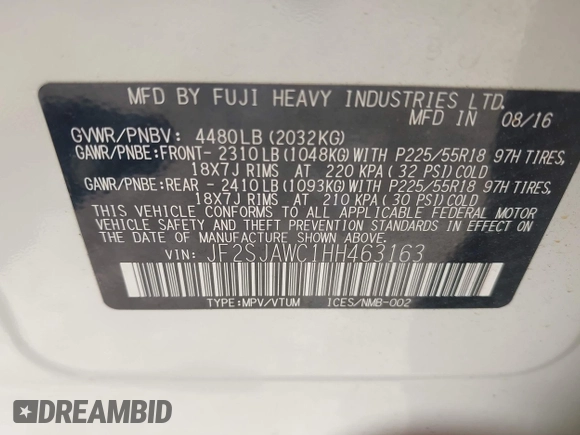 MFD BY FUJI HEAVY INDUSTRIES LTD.
MFD IN 08/16
GVWR/PNBV: 4480LB(2032KG)
GAWR/PNBE:FRONT- 2310LB(1048KG)WITH P225/55R18 97H TIRES,
18X7J RIMS AT 220 KPA(32 PSI)COLD
GAWR/PNBE:REAR - 2410LB(1093KG)WITH P225/55R18 97H TIRES,
18X7J RIMS AT 210 KPA(30 PSI)COLD
THIS VEHICLE CONFORMS TO ALL APPLICABLE FEDERAL MOTOR
VEHICLE SAFETY AND THEFT PREVENTION STANDARDS IN EFFECT
ON THE DATE OF MANUFACTURE SHOWN ABOVE.
VIN: JF2SJAWC1HH463163
TYPE:MPV/VTUM ICES/NMB-002
DREAMBID